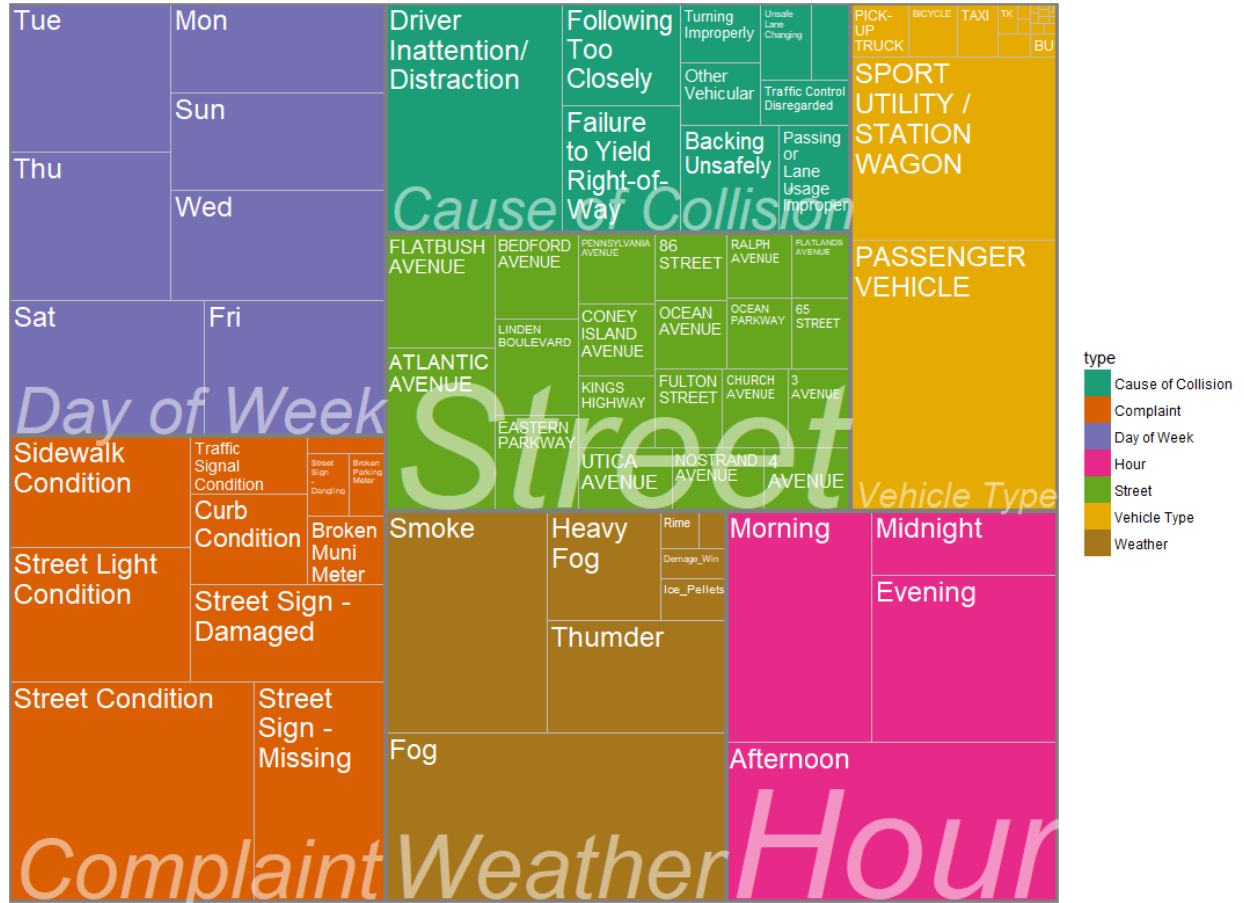 Tue
Mon
Sun
Thu
Wed
Sat
Fri
Day of Week
Driver
Inattention/
Distraction
Following
Too
Closely
Failure
to Yield
Right-of-
Way
Turning
Improperly
Unsafe
Lane
Changing
Other
Vehicular
Traffic Control
Disregarded
Backing
Unsafely
Passing
or
Lane
Usage
Improper
Cause of Collision
PICK-
UP
TRUCK
BICYCLE
TAXI
TK
BU
SPORT
UTILITY /
STATION
WAGON
PASSENGER
VEHICLE
Vehicle Type
FLATBUSH
AVENUE
BEDFORD
AVENUE
PENNSYLVANIA
AVENUE
86
STREET
RALPH
AVENUE
FLATLANDS
AVENUE
ATLANTIC
AVENUE
LINDEN
BOULEVARD
CONEY
ISLAND
AVENUE
OCEAN
AVENUE
OCEAN
PARKWAY
65
STREET
EASTERN
PARKWAY
KINGS
HIGHWAY
FULTON
STREET
CHURCH
AVENUE
3
AVENUE
UTICA
AVENUE
NOSTRAND
AVENUE
4
AVENUE
Street
Sidewalk
Condition
Traffic
Signal
Condition
Street
Sign
-
Dangling
Broken
Parking
Meter
Curb
Condition
Broken
Muni
Meter
Street Light
Condition
Street Sign -
Damaged
Street Condition
Street
Sign -
Missing
Complaint
Smoke
Heavy
Fog
Rime
Demage_Win
Ice_Pellets
Thumder
Fog
Weather
Morning
Midnight
Evening
Afternoon
Hour
type
Cause of Collision
Complaint
Day of Week
Hour
Street
Vehicle Type
Weather